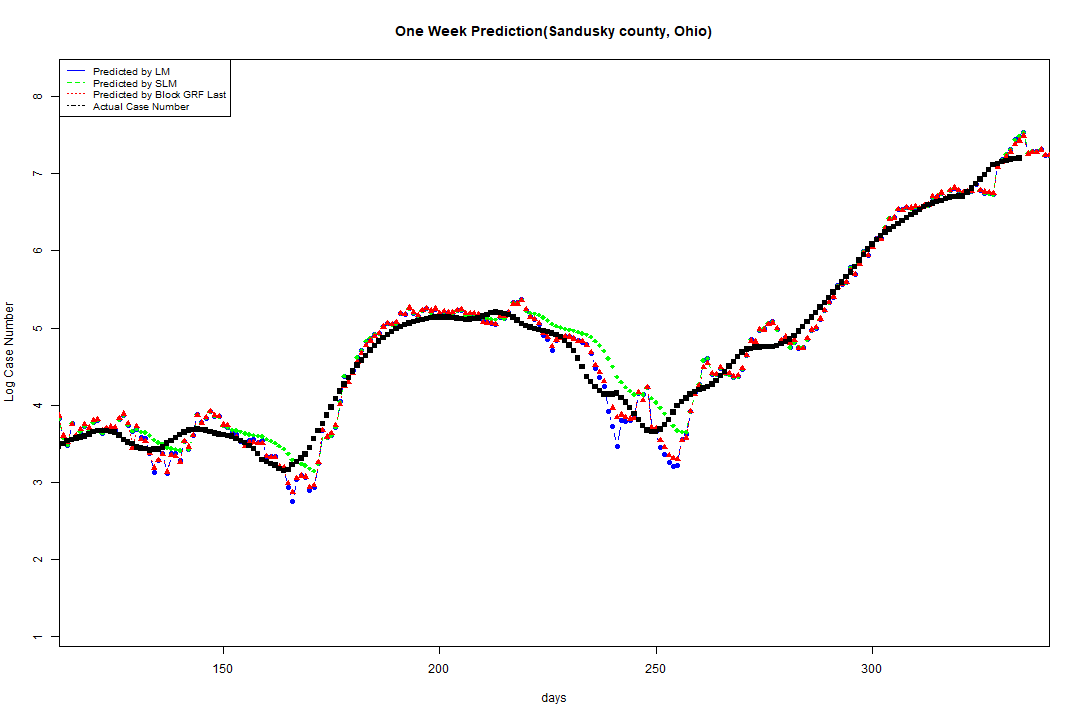 One Week Prediction(Sandusky county, Ohio)
Predicted by LM
Predicted by SLM
Predicted by Block GRF Last
Actual Case Number
8
7
6
5
4
3
2
1
Log Case Number
150 200 250 300
days